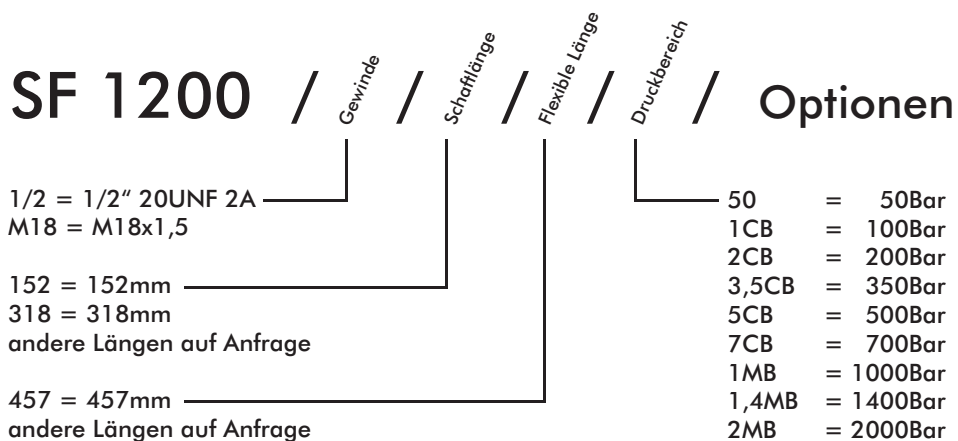 SF 1200 / Gewinde / Schaftlänge / Flexible Länge / Druckbereich / Optionen
1/2 = 1/2“ 20UNF 2A
M18 = M18x1,5
152 = 152mm
318 = 318mm
andere Längen auf Anfrage
457 = 457mm
andere Längen auf Anfrage
50 = 50Bar
1CB = 100Bar
2CB = 200Bar
3,5CB = 350Bar
5CB = 500Bar
7CB = 700Bar
1MB = 1000Bar
1,4MB = 1400Bar
2MB = 2000Bar